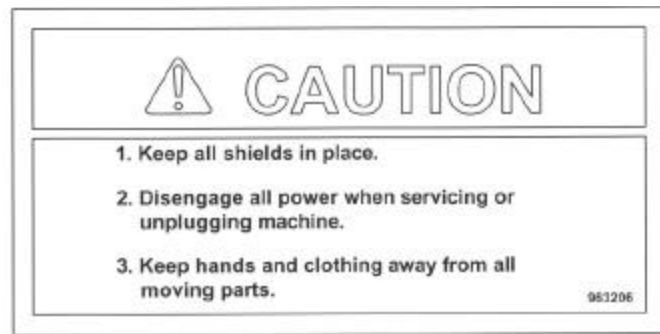 CAUTION
1. Keep all shields in place.
2. Disengage all power when servicing or
unplugging machine.
3. Keep hands and clothing away from all
moving parts.
963206